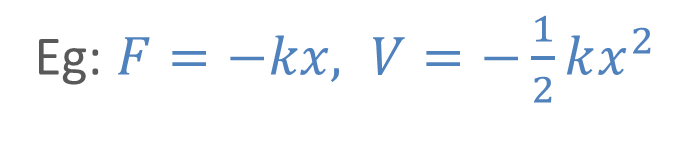 Eg: F = −kx, V = −½kx²